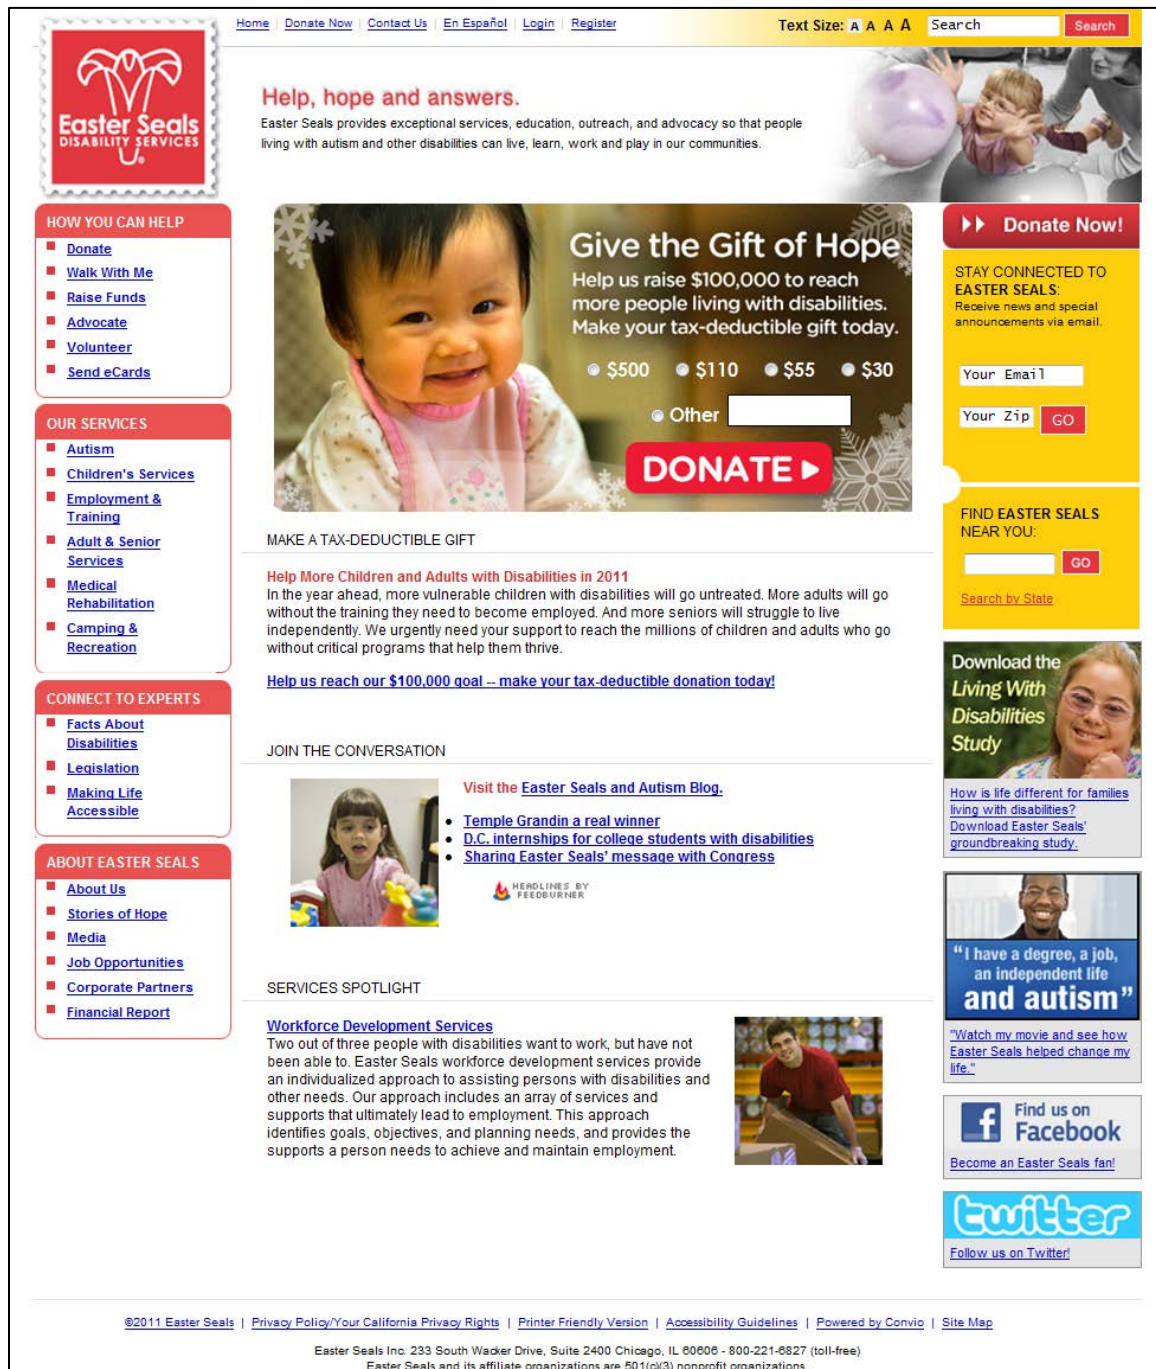 Home | Donate Now | Contact Us | En Español | Login | Register
Text Size: A A A A
Search
Search
Easter Seals
DISABILITY SERVICES
®
Help, hope and answers.
Easter Seals provides exceptional services, education, outreach, and advocacy so that people
living with autism and other disabilities can live, learn, work and play in our communities.
HOW YOU CAN HELP
Donate
Walk With Me
Raise Funds
Advocate
Volunteer
Send eCards
OUR SERVICES
Autism
Children's Services
Employment &
Training
Adult & Senior
Services
Medical
Rehabilitation
Camping &
Recreation
CONNECT TO EXPERTS
Facts About
Disabilities
Legislation
Making Life
Accessible
ABOUT EASTER SEALS
About Us
Stories of Hope
Media
Job Opportunities
Corporate Partners
Financial Report
Give the Gift of Hope
Help us raise $100,000 to reach
more people living with disabilities.
Make your tax-deductible gift today.
$500 $110 $55 $30
Other
DONATE
MAKE A TAX-DEDUCTIBLE GIFT
Help More Children and Adults with Disabilities in 2011
In the year ahead, more vulnerable children with disabilities will go untreated. More adults will go
without the training they need to become employed. And more seniors will struggle to live
independently. We urgently need your support to reach the millions of children and adults who go
without critical programs that help them thrive.
Help us reach our $100,000 goal -- make your tax-deductible donation today!
JOIN THE CONVERSATION
Visit the Easter Seals and Autism Blog.
• Temple Grandin a real winner
• D.C. internships for college students with disabilities
• Sharing Easter Seals' message with Congress
HEADLINES BY
FEEDBURNER
SERVICES SPOTLIGHT
Workforce Development Services
Two out of three people with disabilities want to work, but have not
been able to. Easter Seals workforce development services provide
an individualized approach to assisting persons with disabilities and
other needs. Our approach includes an array of services and
supports that ultimately lead to employment. This approach
identifies goals, objectives, and planning needs, and provides the
supports a person needs to achieve and maintain employment.
Donate Now!
STAY CONNECTED TO
EASTER SEALS:
Receive news and special
announcements via email.
Your Email
Your Zip
GO
FIND EASTER SEALS
NEAR YOU:
GO
Search by State
Download the
Living With
Disabilities
Study
How is life different for families
living with disabilities?
Download Easter Seals'
groundbreaking study.
"I have a degree, a job,
an independent life
and autism"
"Watch my movie and see how
Easter Seals helped change my
life."
Find us on
Facebook
Become an Easter Seals fan!
twitter
Follow us on Twitter!
©2011 Easter Seals | Privacy Policy/Your California Privacy Rights | Printer Friendly Version | Accessibility Guidelines | Powered by Convio | Site Map
Easter Seals Inc. 233 South Wacker Drive, Suite 2400 Chicago, IL 60606 - 800-221-6827 (toll-free)
Easter Seals and its affiliate organizations are 501(c)(3) nonprofit organizations